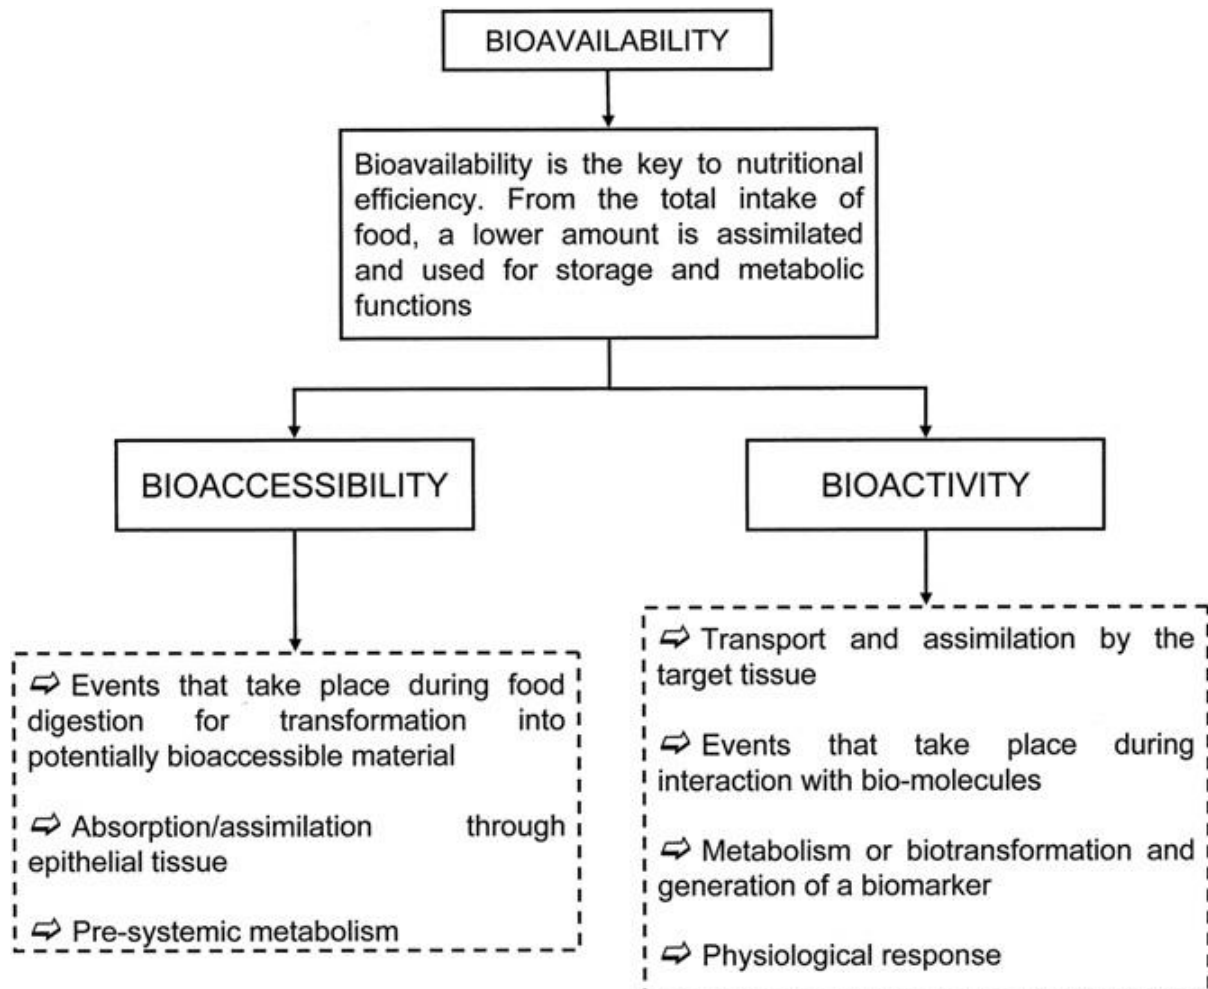 BIOAVAILABILITY
Bioavailability is the key to nutritional
efficiency. From the total intake of
food, a lower amount is assimilated
and used for storage and metabolic
functions
BIOACCESSIBILITY
BIOACTIVITY
⇨ Events that take place during food
digestion for transformation into
potentially bioaccessible material
⇨ Absorption/assimilation through
epithelial tissue
⇨ Pre-systemic metabolism
⇨ Transport and assimilation by the
target tissue
⇨ Events that take place during
interaction with bio-molecules
⇨ Metabolism or biotransformation and
generation of a biomarker
⇨ Physiological response